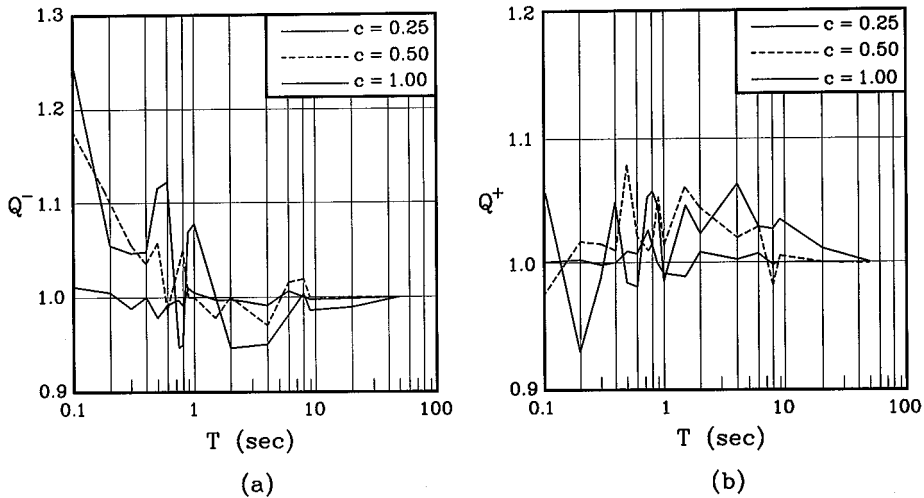 1.3
1.2
1.1
1.0
0.9
Q⁻
c = 0.25
c = 0.50
c = 1.00
0.1
1
10
100
T (sec)
(a)
1.2
1.1
1.0
0.9
Q⁺
c = 0.25
c = 0.50
c = 1.00
0.1
1
10
100
T (sec)
(b)